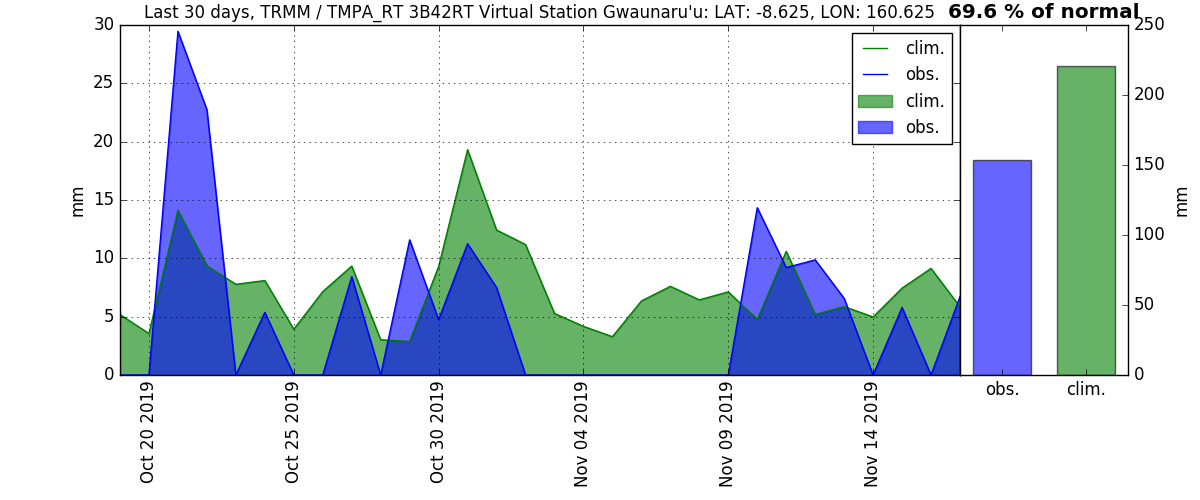 Last 30 days, TRMM / TMPA_RT 3B42RT Virtual Station Gwaunaru'u: LAT: -8.625, LON: 160.625 69.6 % of normal
30
25
20
15
10
5
0
mm
clim.
obs.
clim.
obs.
250
200
150
100
50
0
mm
obs.
clim.
Oct 20 2019
Oct 25 2019
Oct 30 2019
Nov 04 2019
Nov 09 2019
Nov 14 2019